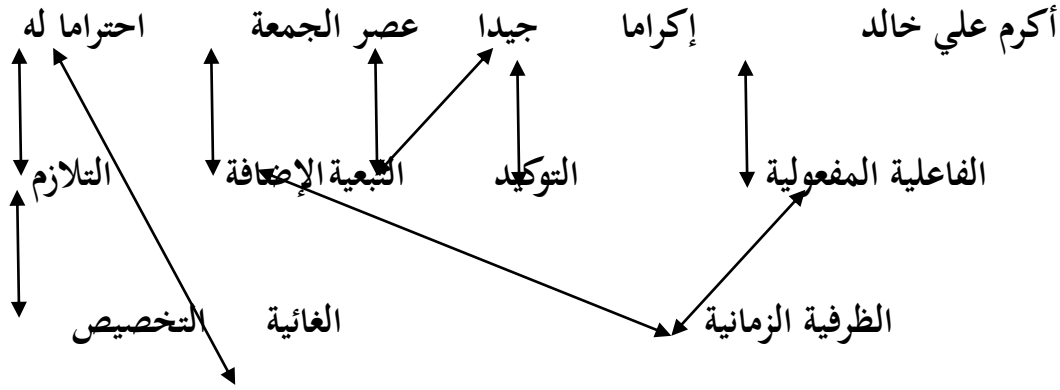 أكرم علي خالد إكراما جيدا عصر الجمعة احتراما له
الفاعلية المفعولية التوكيد التبعية الإضافة التلازم
الظرفية الزمانية الغائية التخصيص